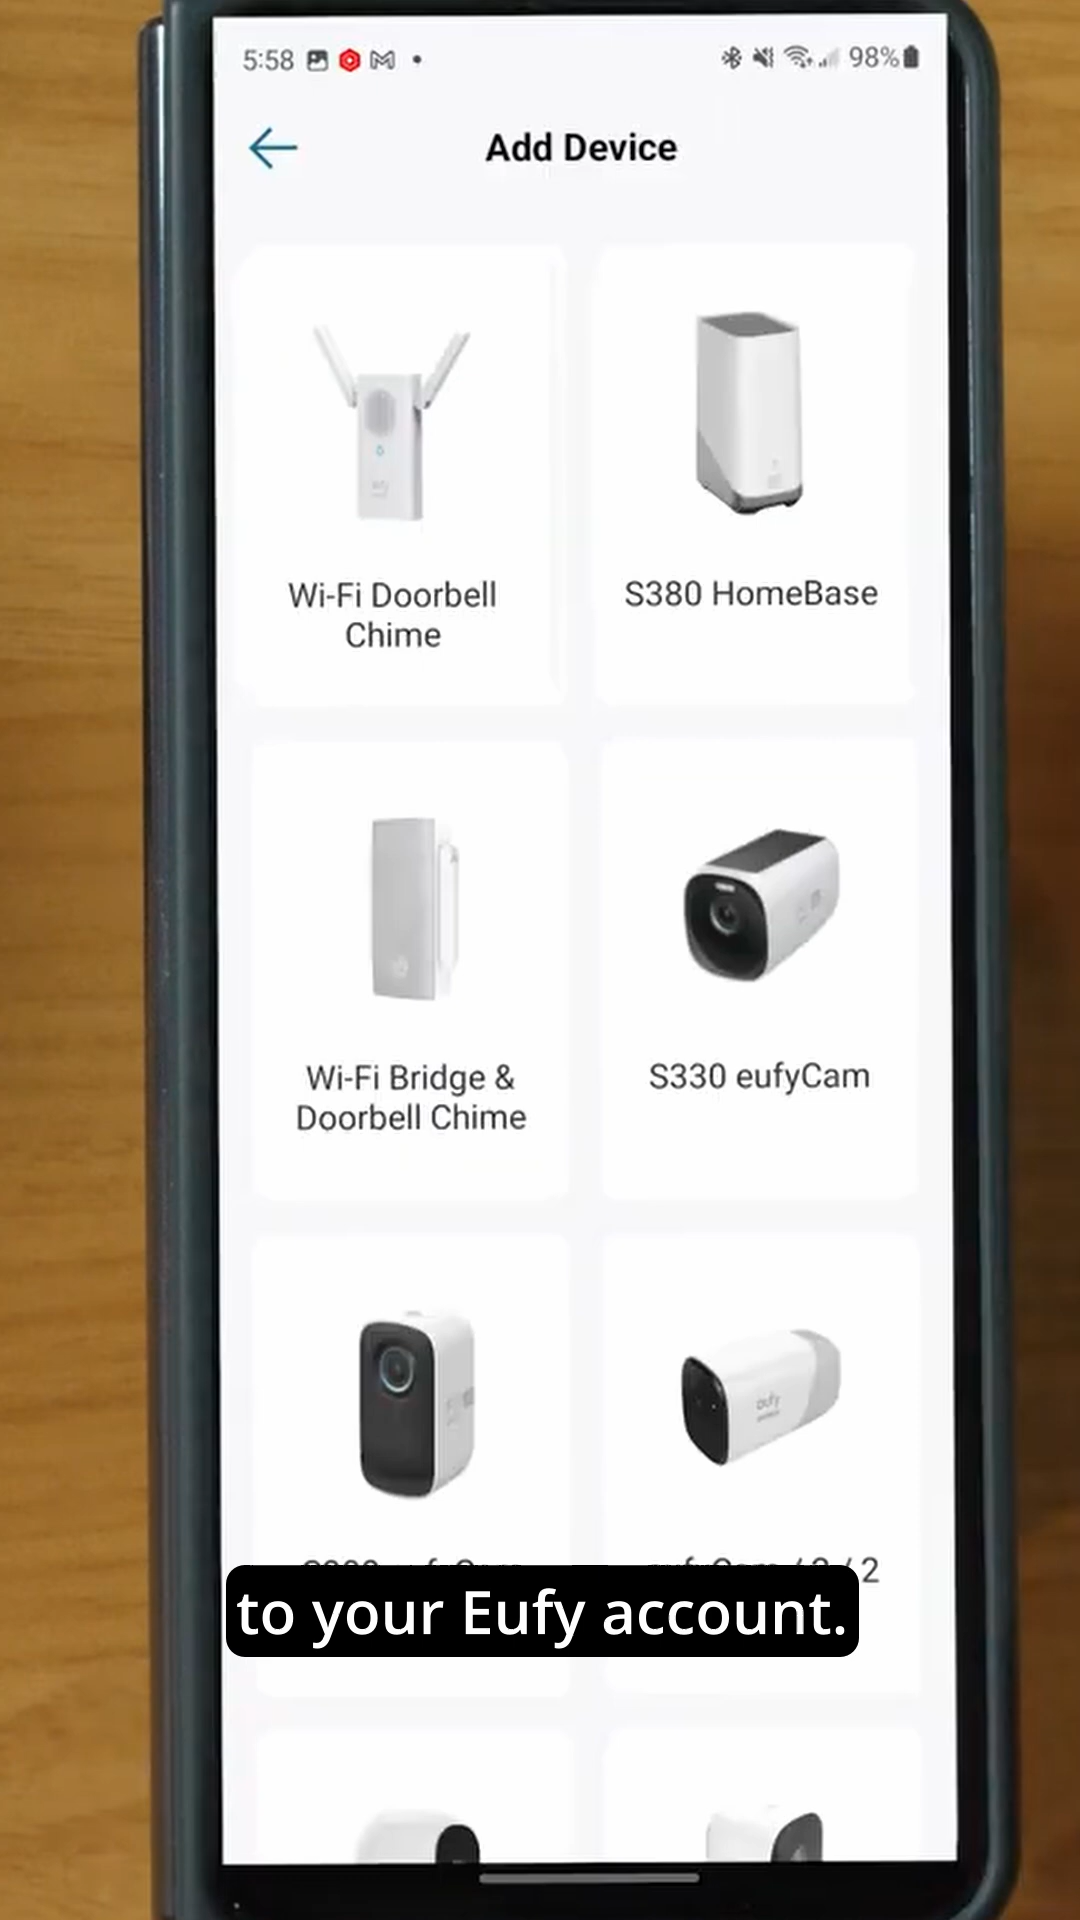 5:58
98%
Add Device
Wi-Fi Doorbell
Chime
S380 HomeBase
Wi-Fi Bridge &
Doorbell Chime
S330 eufyCam
eufy
to your Eufy account.